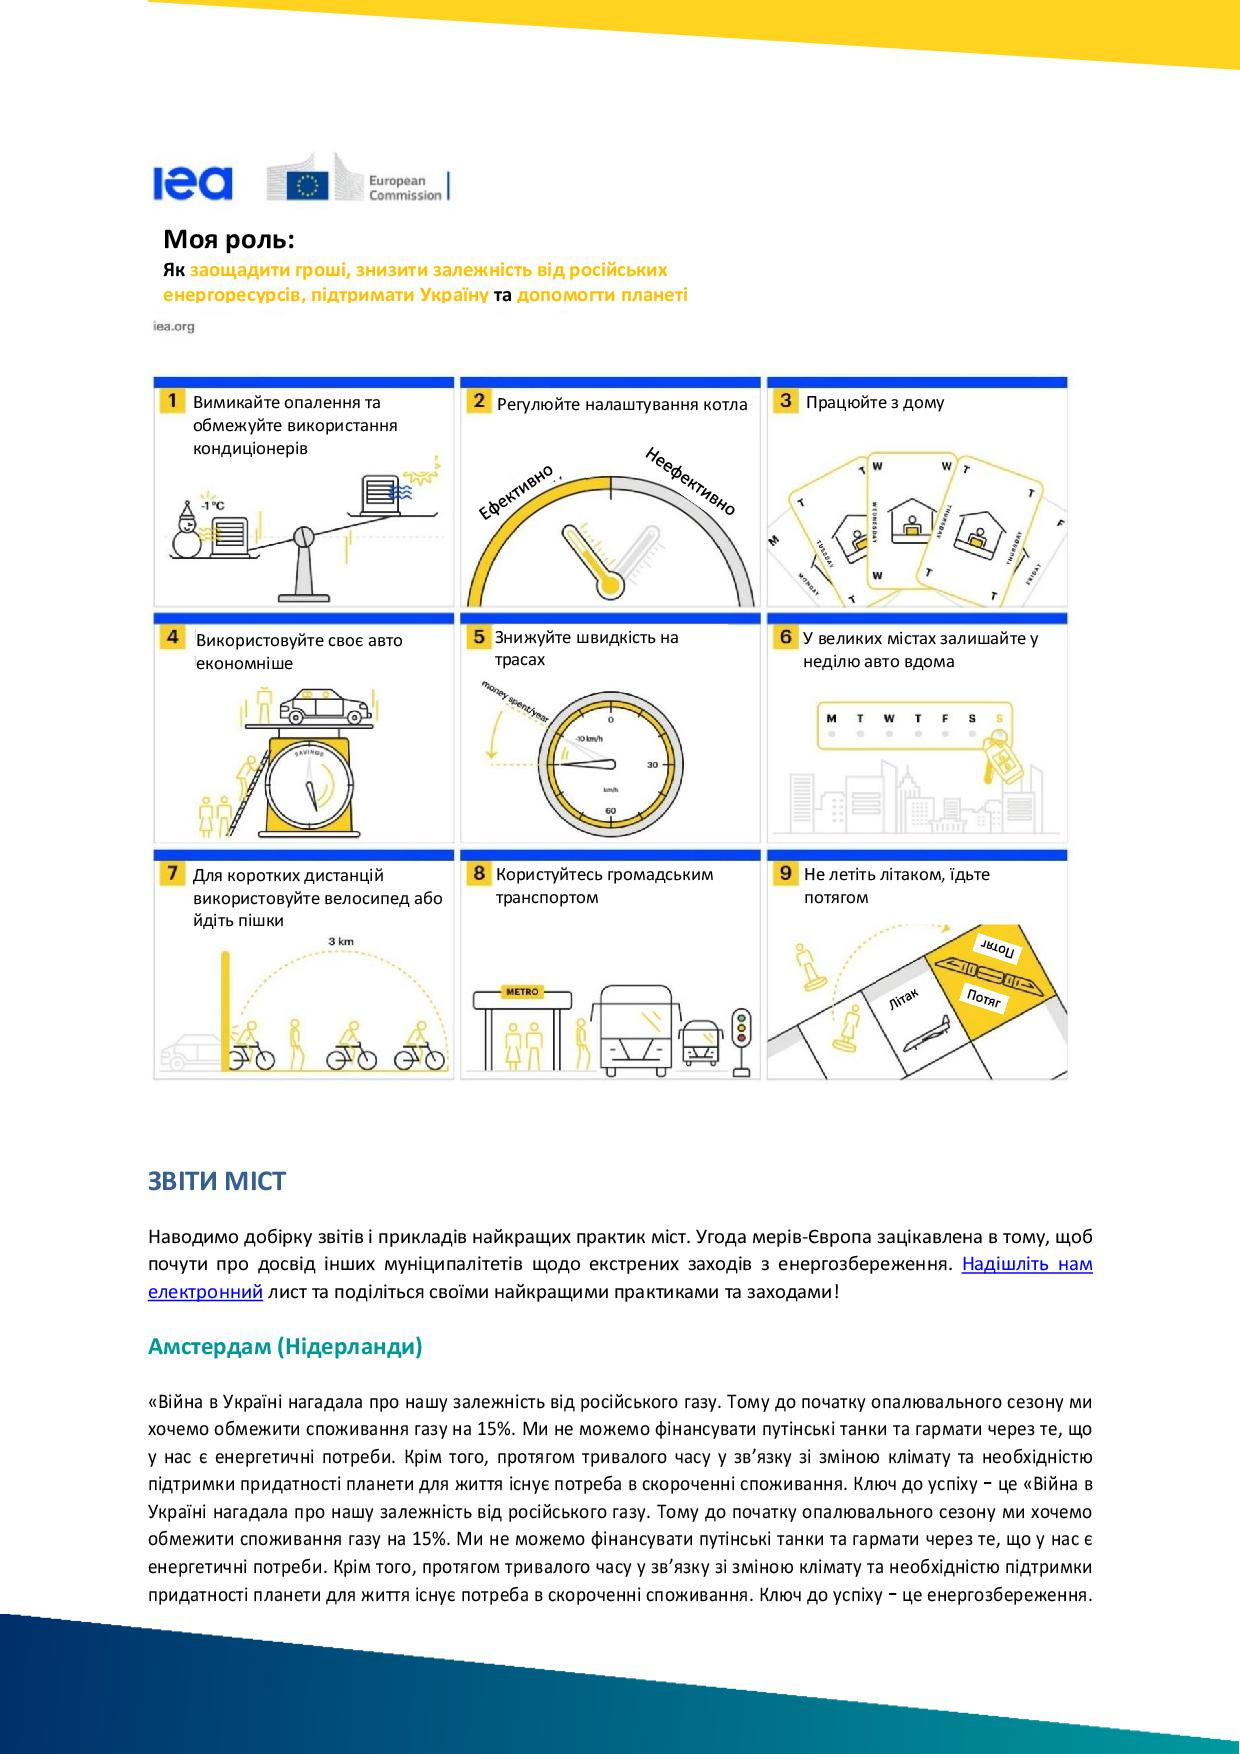 iea
European
Commission
Моя роль:
Як заощадити гроші, знизити залежність від російських
енергоресурсів, підтримати Україну та допомогти планеті
iea.org
1 Вимикайте опалення та
обмежуйте використання
кондиціонерів
-1 °C
2 Регулюйте налаштування котла
Ефективно
Неефективно
3 Працюйте з дому
M
MONDAY
T
TUESDAY
T
W
W
WEDNESDAY
W
T
T
THURSDAY
THURSDAY
T
T
F
FRIDAY
4 Використовуйте своє авто
економніше
SAVINGS
5 Знижуйте швидкість на
трасах
money spent/year
0
-10 km/h
30
km/h
60
6 У великих містах залишайте у
неділю авто вдома
M T W T F S S
7 Для коротких дистанцій
використовуйте велосипед або
йдіть пішки
3 km
8 Користуйтесь громадським
транспортом
METRO
9 Не летіть літаком, їдьте
потягом
Потяг
Літак
Потяг
ЗВІТИ МІСТ
Наводимо добірку звітів і прикладів найкращих практик міст. Угода мерів-Європа зацікавлена в тому, щоб
почути про досвід інших муніципалітетів щодо екстрених заходів з енергозбереження. Надішліть нам
електронний лист та поділіться своїми найкращими практиками та заходами!
Амстердам (Нідерланди)
«Війна в Україні нагадала про нашу залежність від російського газу. Тому до початку опалювального сезону ми
хочемо обмежити споживання газу на 15%. Ми не можемо фінансувати путінські танки та гармати через те, що
у нас є енергетичні потреби. Крім того, протягом тривалого часу у зв’язку зі зміною клімату та необхідністю
підтримки придатності планети для життя існує потреба в скороченні споживання. Ключ до успіху – це «Війна в
Україні нагадала про нашу залежність від російського газу. Тому до початку опалювального сезону ми хочемо
обмежити споживання газу на 15%. Ми не можемо фінансувати путінські танки та гармати через те, що у нас є
енергетичні потреби. Крім того, протягом тривалого часу у зв’язку зі зміною клімату та необхідністю підтримки
придатності планети для життя існує потреба в скороченні споживання. Ключ до успіху – це енергозбереження.